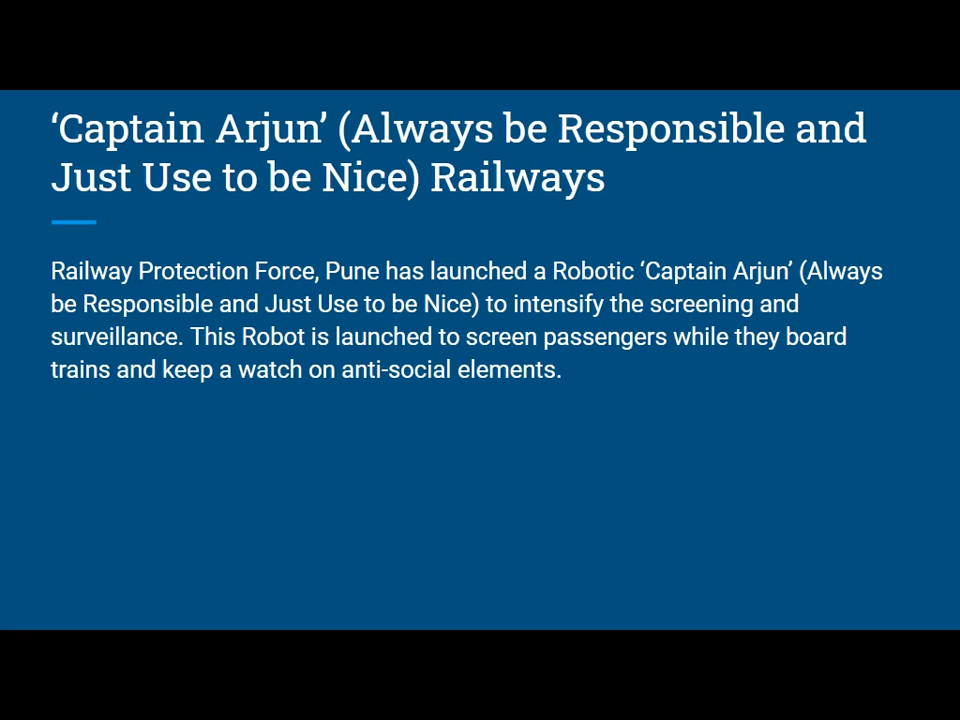 ‘Captain Arjun’ (Always be Responsible and
Just Use to be Nice) Railways
Railway Protection Force, Pune has launched a Robotic ‘Captain Arjun’ (Always
be Responsible and Just Use to be Nice) to intensify the screening and
surveillance. This Robot is launched to screen passengers while they board
trains and keep a watch on anti-social elements.